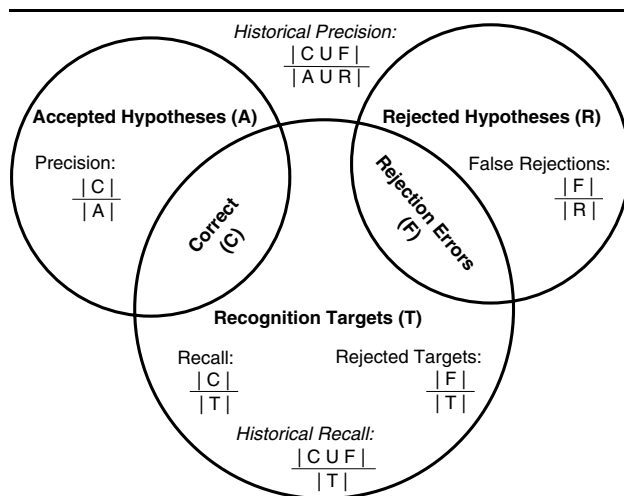 Historical Precision:
| C U F |
| A U R |
Accepted Hypotheses (A)
Rejected Hypotheses (R)
Precision:
| C |
| A |
False Rejections:
| F |
| R |
Correct
(C)
Rejection Errors
(F)
Recognition Targets (T)
Recall:
| C |
| T |
Rejected Targets:
| F |
| T |
Historical Recall:
| C U F |
| T |